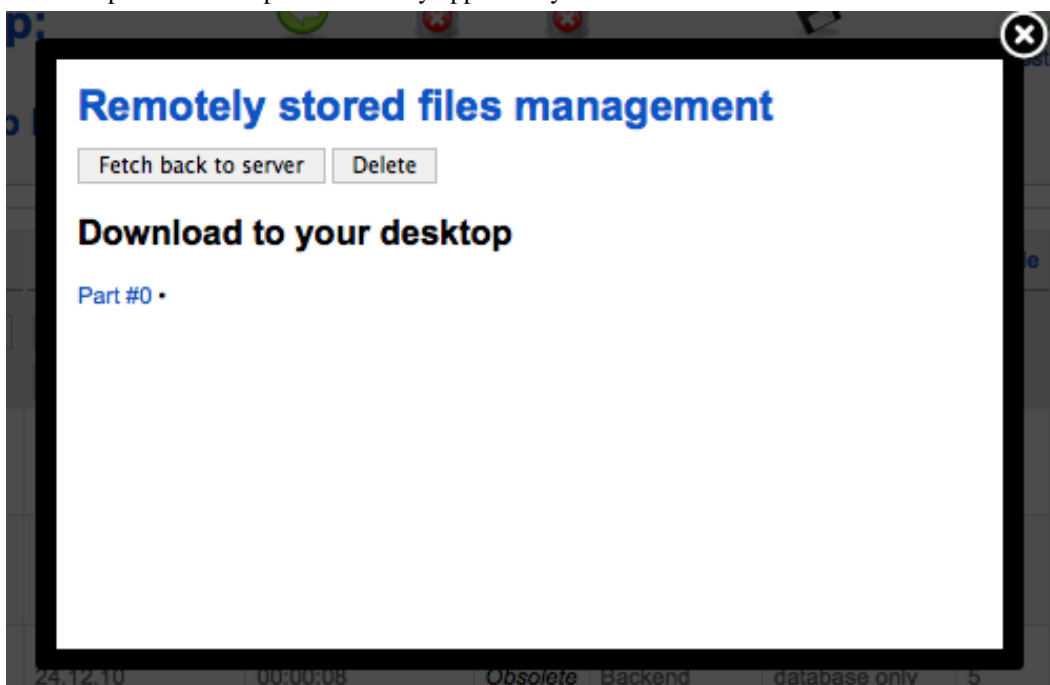 p:
Remotely stored files management
Fetch back to server Delete
Download to your desktop
Part #0 •
le
24.12.10 00:00:08 Obsolete Backend database only 5